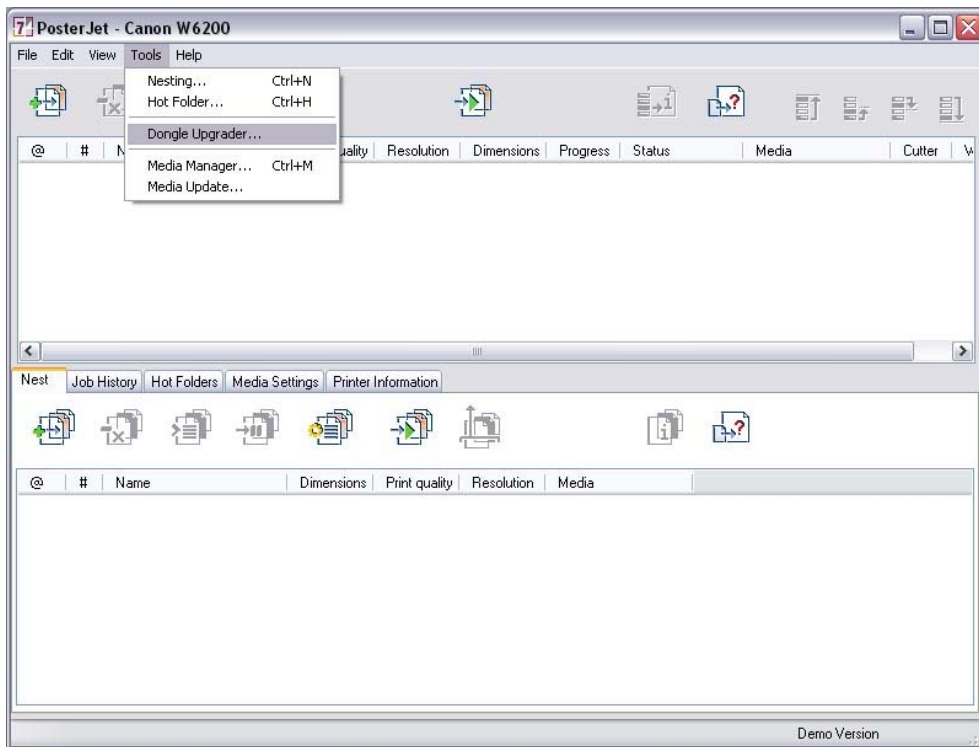 7 PosterJet - Canon W6200
File Edit View Tools Help
Nesting... Ctrl+N
Hot Folder... Ctrl+H
Dongle Upgrader...
Media Manager... Ctrl+M
Media Update...
@ # Resolution Dimensions Progress Status Media Cutter
Nest Job History Hot Folders Media Settings Printer Information
@ # Name Dimensions Print quality Resolution Media
Demo Version